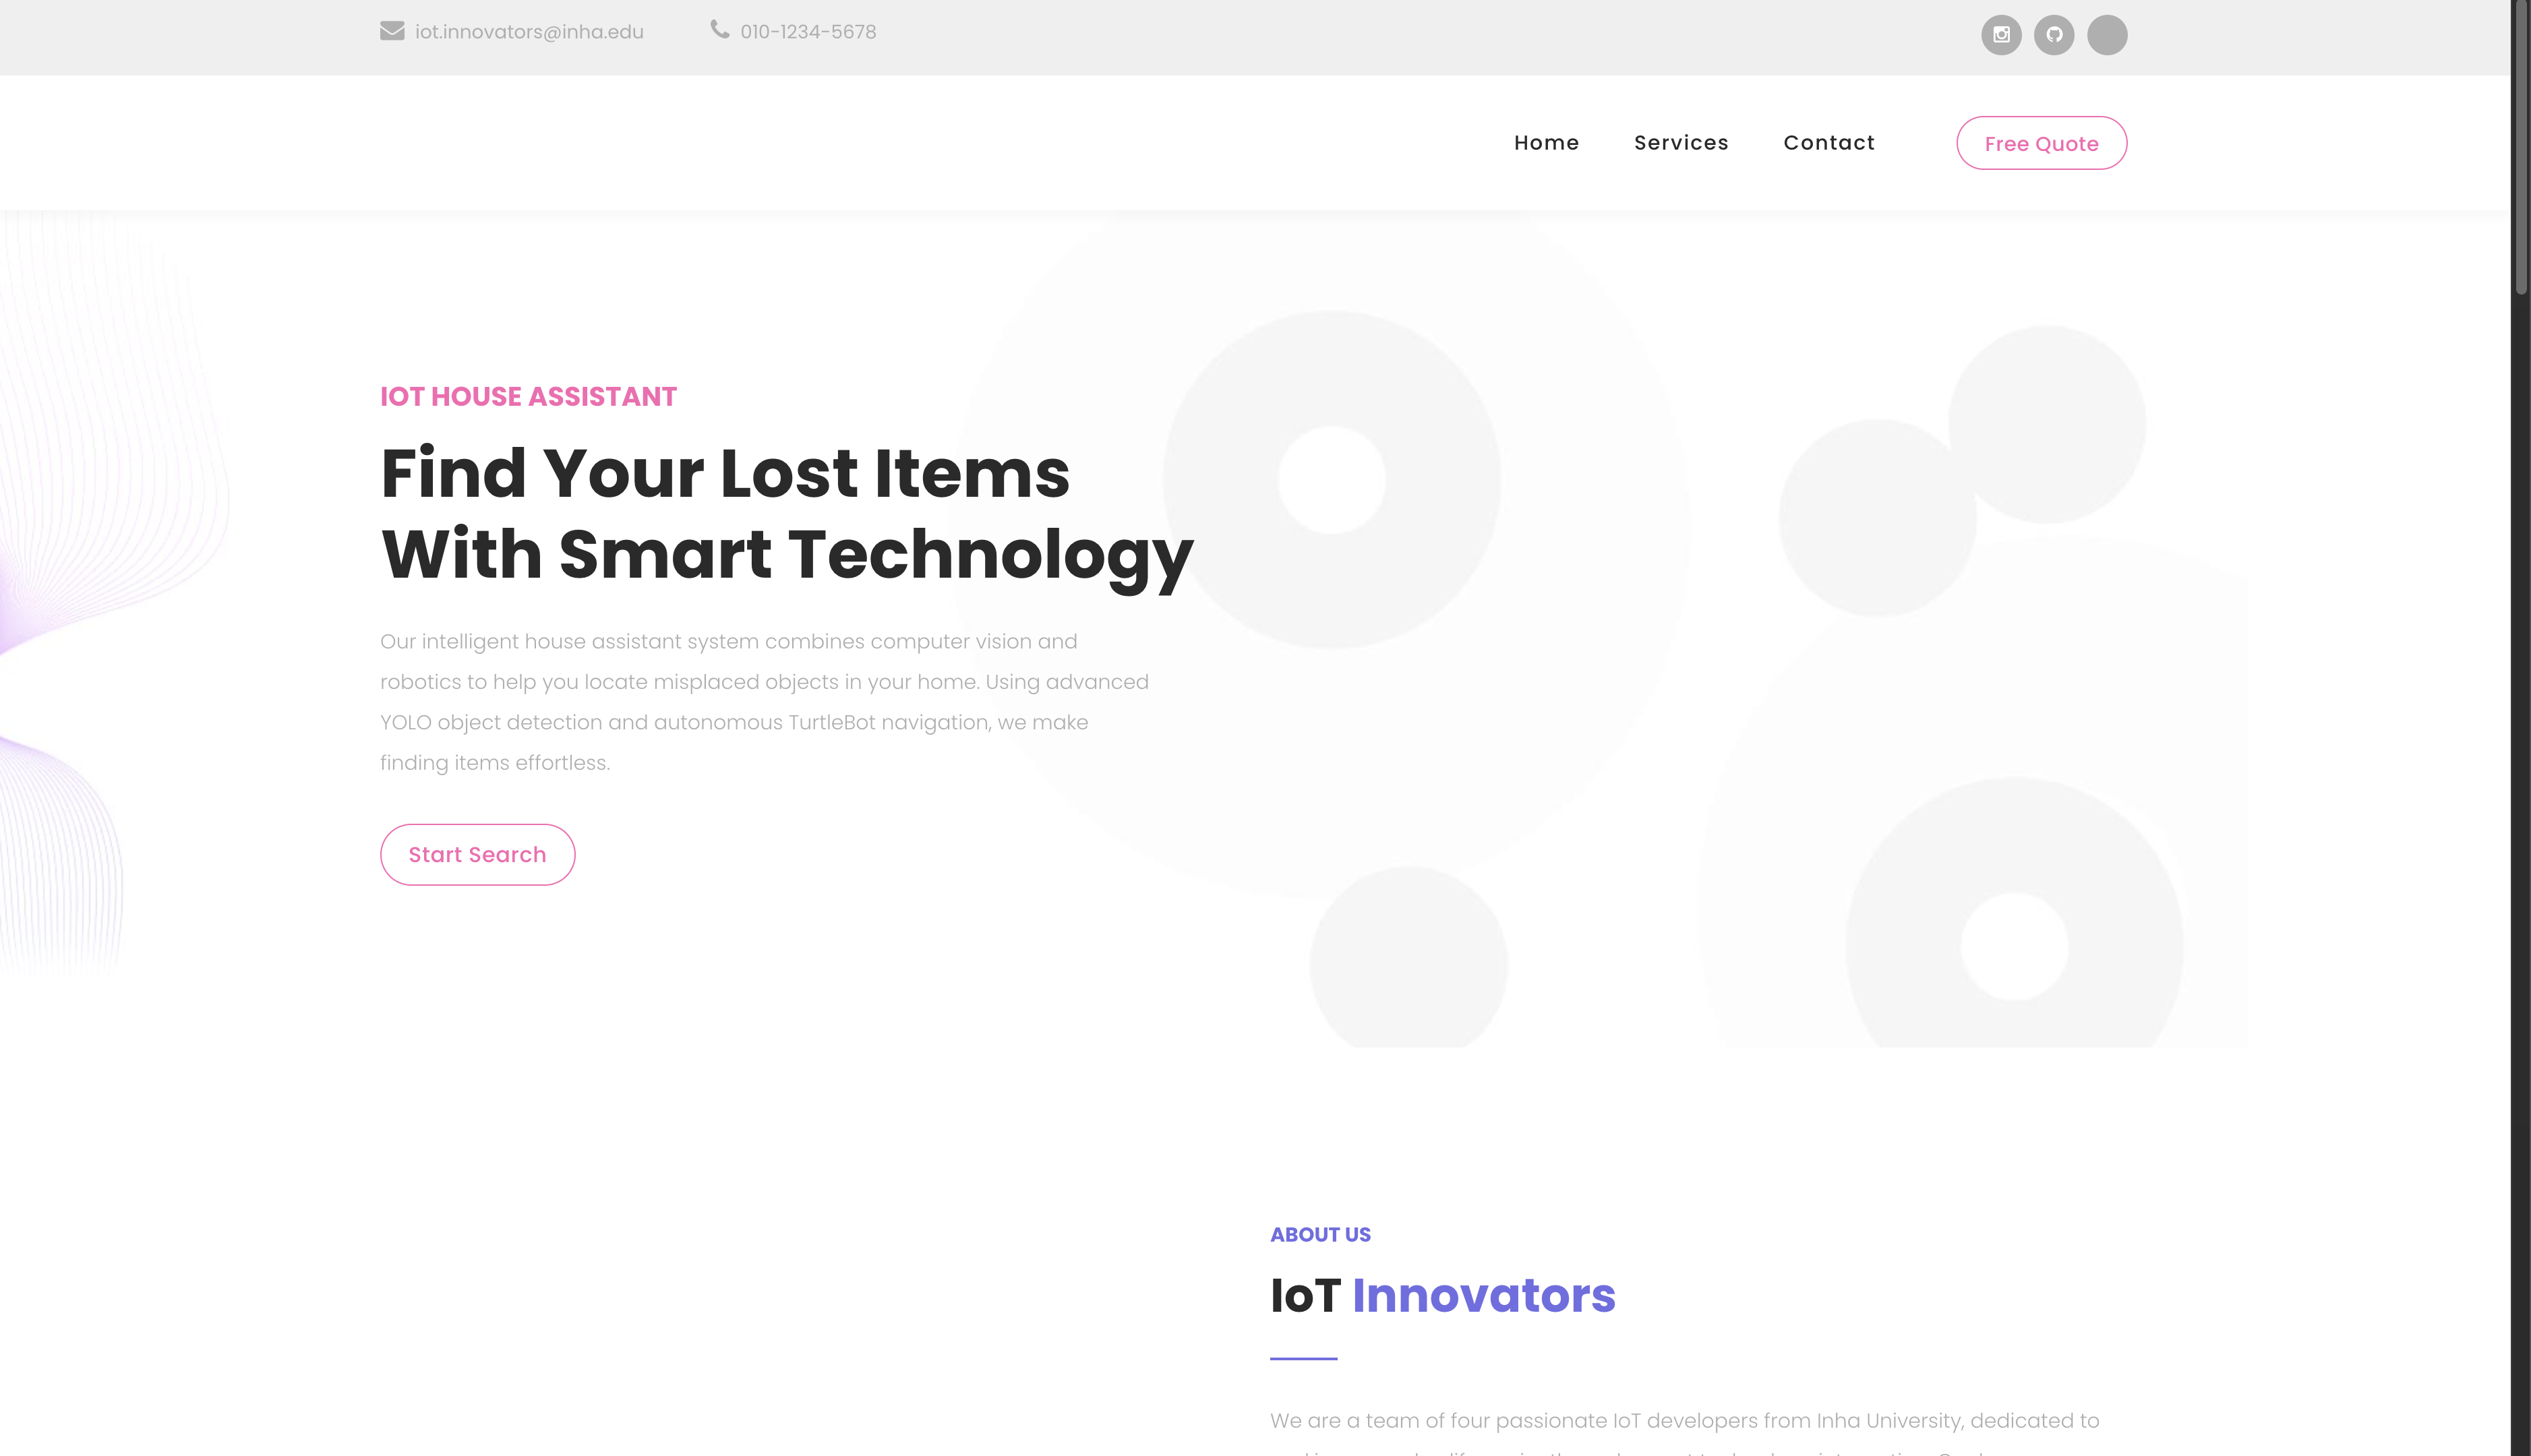 iot.innovators@inha.edu
010-1234-5678
Home
Services
Contact
Free Quote
IOT HOUSE ASSISTANT
Find Your Lost Items
With Smart Technology
Our intelligent house assistant system combines computer vision and
robotics to help you locate misplaced objects in your home. Using advanced
YOLO object detection and autonomous TurtleBot navigation, we make
finding items effortless.
Start Search
ABOUT US
IoT Innovators
We are a team of four passionate IoT developers from Inha University, dedicated to